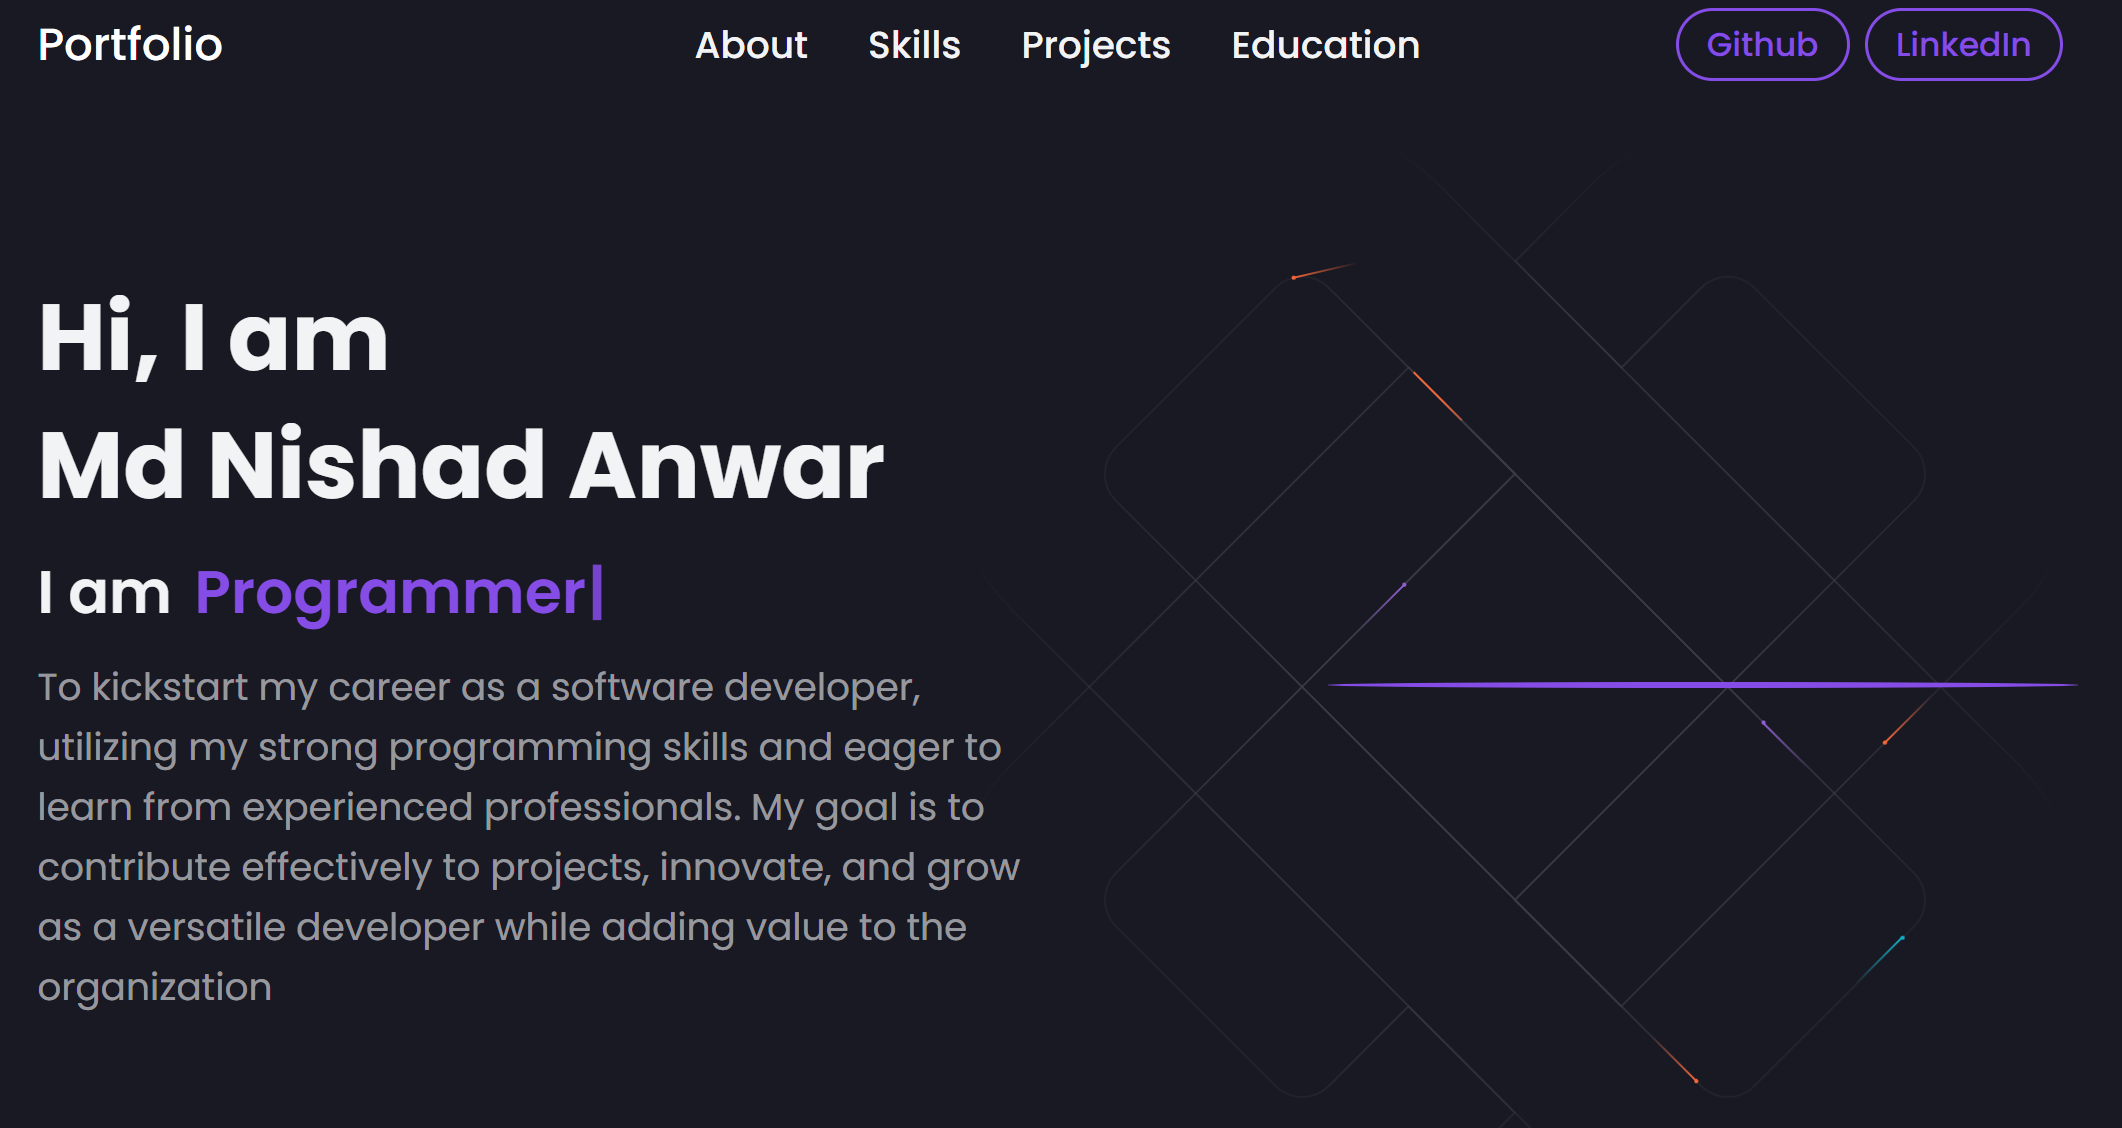 Portfolio
About Skills Projects Education
Github LinkedIn
Hi, I am
Md Nishad Anwar
I am Programmer|
To kickstart my career as a software developer,
utilizing my strong programming skills and eager to
learn from experienced professionals. My goal is to
contribute effectively to projects, innovate, and grow
as a versatile developer while adding value to the
organization